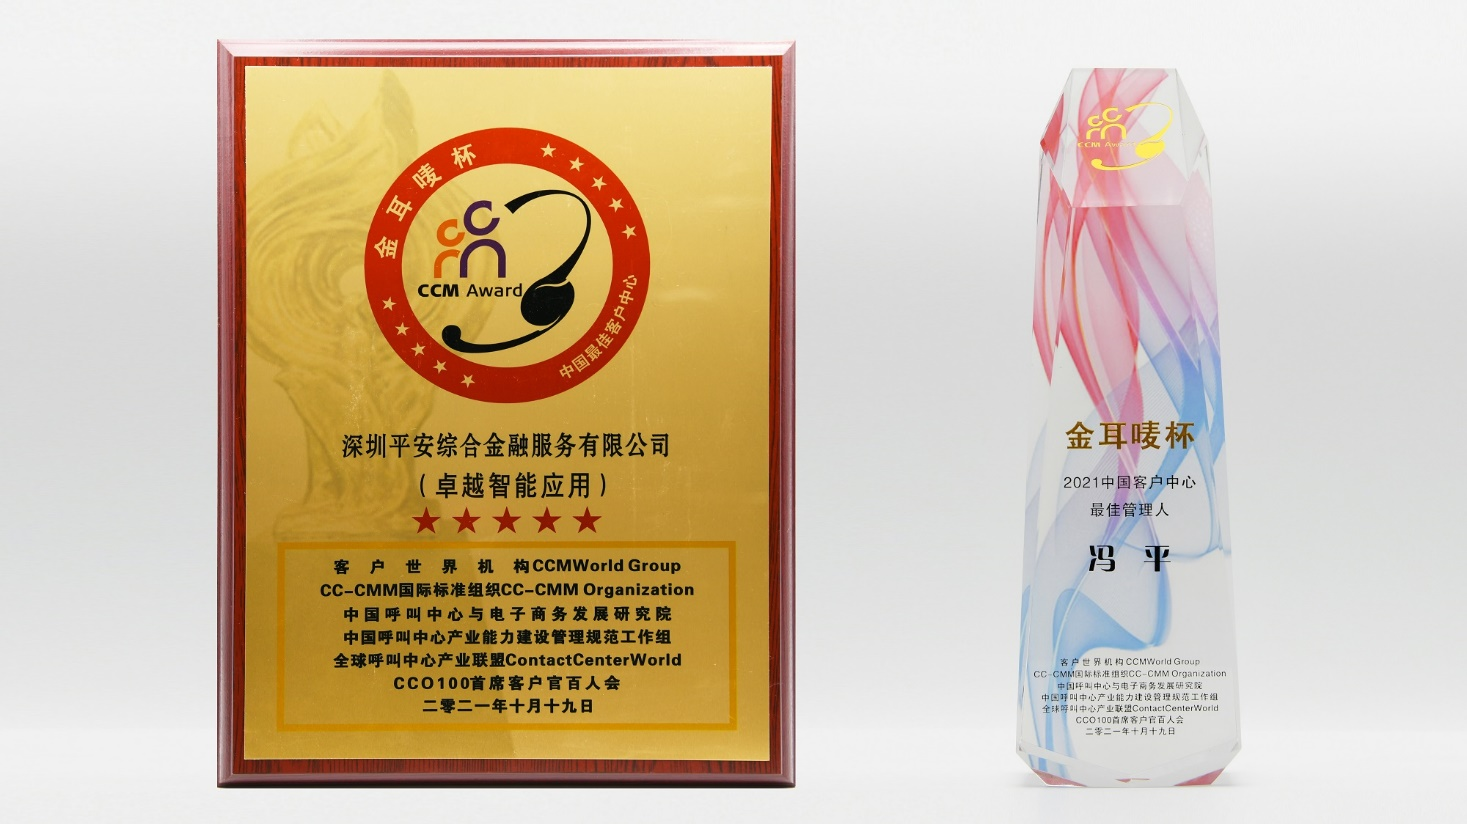 金耳唛杯
CCM Award
中国最佳客户中心
深圳平安综合金融服务有限公司
（卓越智能应用）
客户世界机构CCMWorld Group
CC-CMM国际标准组织CC-CMM Organization
中国呼叫中心与电子商务发展研究院
中国呼叫中心产业能力建设管理规范工作组
全球呼叫中心产业联盟ContactCenterWorld
CCO100首席客户官百人会
二零二一年十月十九日
CCM Award
金耳唛杯
2021中国客户中心
最佳管理人
冯平
客户世界机构CCMWorld Group
CC-CMM国际标准组织CC-CMM Organization
中国呼叫中心与电子商务发展研究院
中国呼叫中心产业能力建设管理规范工作组
全球呼叫中心产业联盟ContactCenterWorld
CCO100首席客户官百人会
二零二一年十月十九日